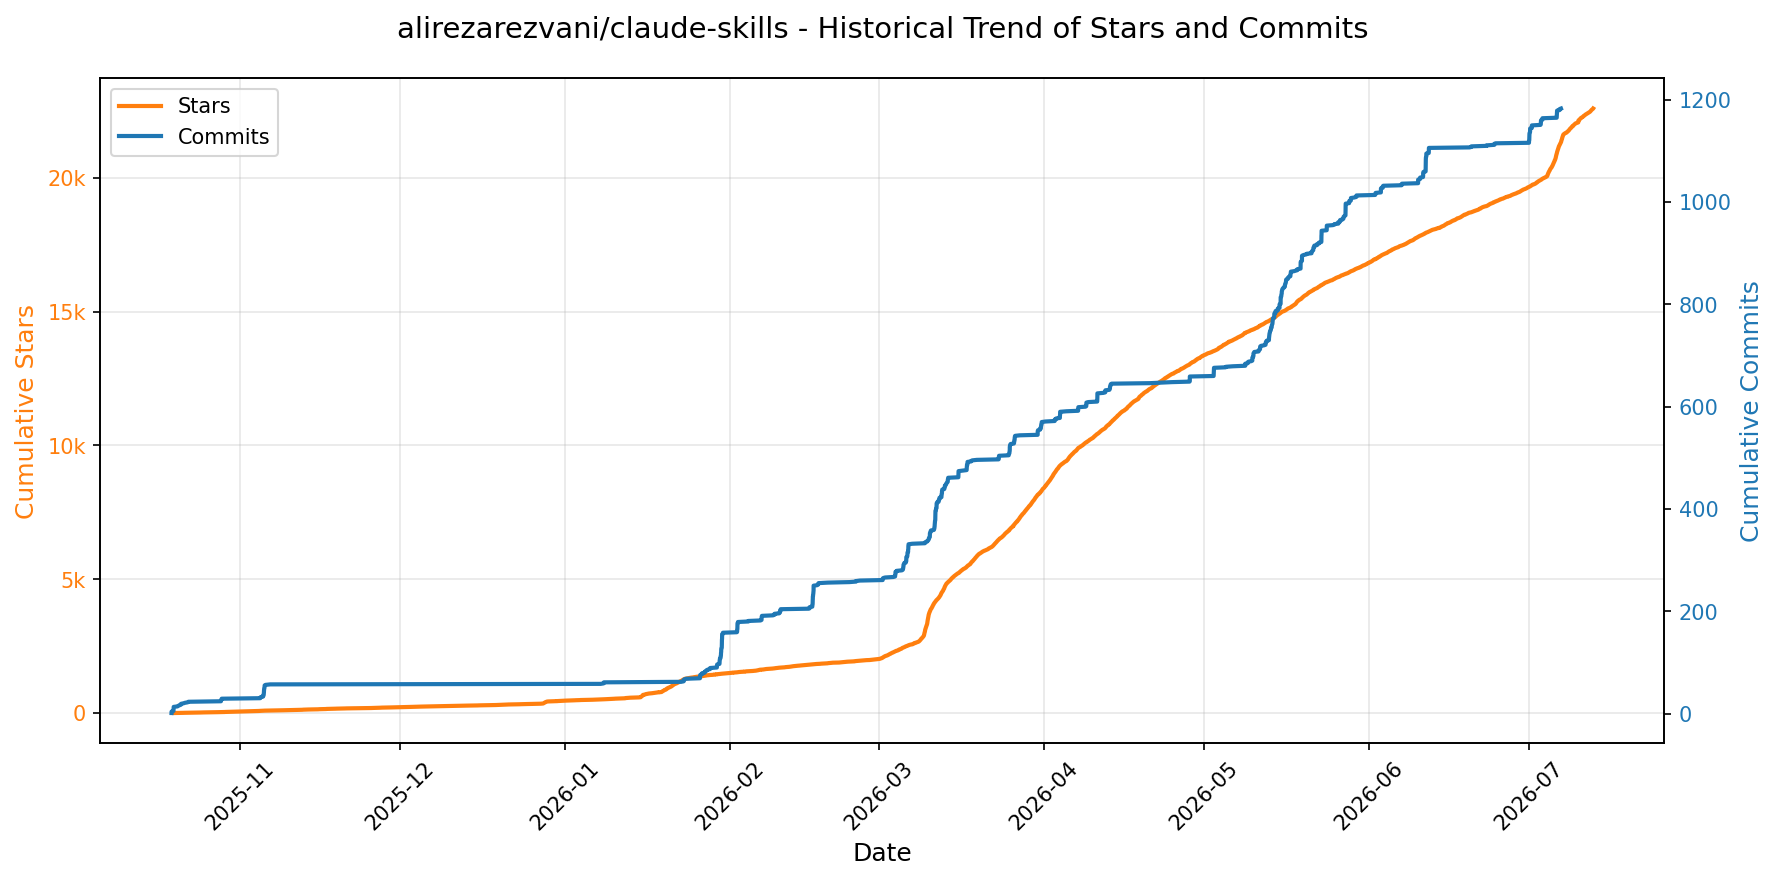 alirezarezvani/claude-skills - Historical Trend of Stars and Commits
Stars
Commits
Cumulative Stars
20k
15k
10k
5k
0
Cumulative Commits
1200
1000
800
600
400
200
0
2025-11
2025-12
2026-01
2026-02
2026-03
2026-04
2026-05
2026-06
2026-07
Date